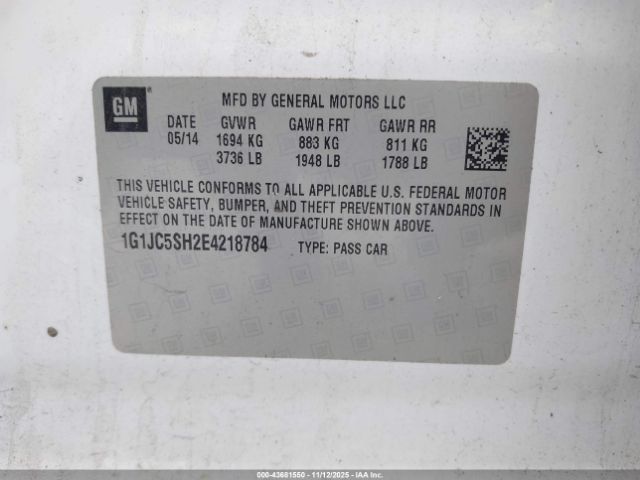 GM ®
MFD BY GENERAL MOTORS LLC
DATE GVWR GAWR FRT GAWR RR
05/14 1694 KG 883 KG 811 KG
3736 LB 1948 LB 1788 LB
THIS VEHICLE CONFORMS TO ALL APPLICABLE U.S. FEDERAL MOTOR
VEHICLE SAFETY, BUMPER, AND THEFT PREVENTION STANDARDS IN
EFFECT ON THE DATE OF MANUFACTURE SHOWN ABOVE.
1G1JC5SH2E4218784 TYPE: PASS CAR
000-43681550 - 11/12/2025 - IAAI.COM